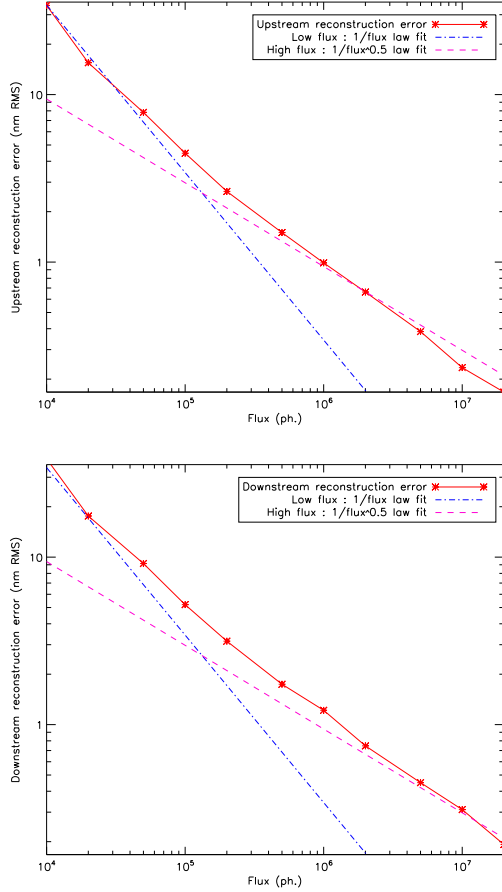 Upstream reconstruction error
Low flux : 1/flux law fit
High flux : 1/flux^0.5 law fit
Upstream reconstruction error (nm RMS)
10
1
10^4 10^5 10^6 10^7
Flux (ph.)
Downstream reconstruction error
Low flux : 1/flux law fit
High flux : 1/flux^0.5 law fit
Downstream reconstruction error (nm RMS)
10
1
10^4 10^5 10^6 10^7
Flux (ph.)